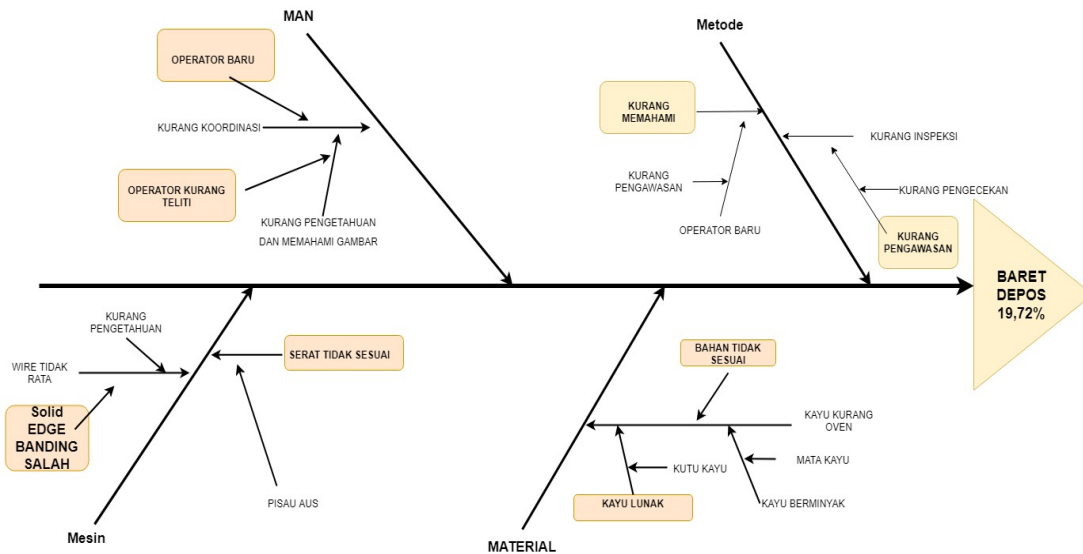 MAN
Metode
OPERATOR BARU
KURANG KOORDINASI
OPERATOR KURANG
TELITI
KURANG PENGETAHUAN
DAN MEMAHAMI GAMBAR
KURANG
MEMAHAMI
KURANG INSPEKSI
KURANG
PENGAWASAN
KURANG PENGECEKAN
OPERATOR BARU
KURANG
PENGAWASAN
BARET
DEPOS
19,72%
KURANG
PENGETAHUAN
SERAT TIDAK SESUAI
WIRE TIDAK
RATA
Solid
EDGE
BANDING
SALAH
PISAU AUS
Mesin
BAHAN TIDAK
SESUAI
KAYU KURANG
OVEN
KUTU KAYU
MATA KAYU
KAYU LUNAK
KAYU BERMINYAK
MATERIAL